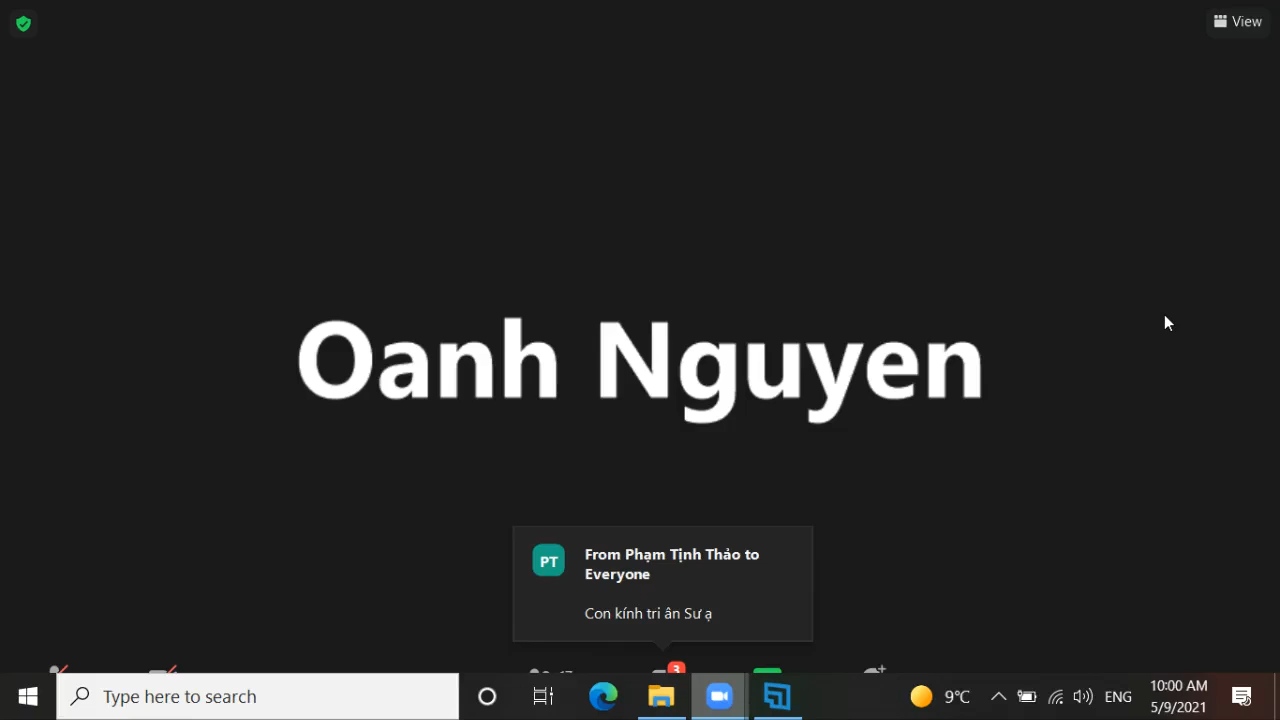 View
Oanh Nguyen
PT
From Phạm Tịnh Thảo to
Everyone
Con kính tri ân Sư ạ
3
Type here to search
9°C
ENG
10:00 AM
5/9/2021